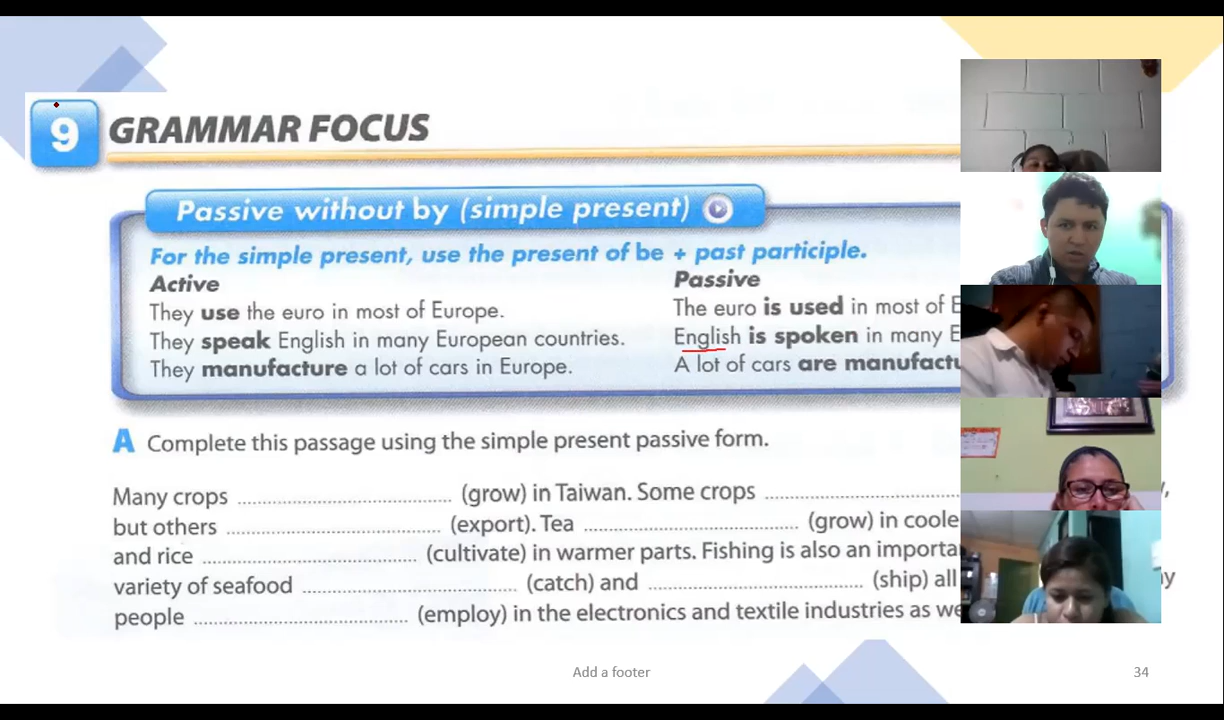 9 GRAMMAR FOCUS
Passive without by (simple present)
For the simple present, use the present of be + past participle.
Active Passive
They use the euro in most of Europe. The euro is used in most of E
They speak English in many European countries. English is spoken in many E
They manufacture a lot of cars in Europe. A lot of cars are manufactu
A Complete this passage using the simple present passive form.
Many crops ........................ (grow) in Taiwan. Some crops ........................
but others ........................ (export). Tea ........................ (grow) in coole
and rice ........................ (cultivate) in warmer parts. Fishing is also an importa
variety of seafood ........................ (catch) and ........................ (ship) all
people ........................ (employ) in the electronics and textile industries as we
Add a footer 34